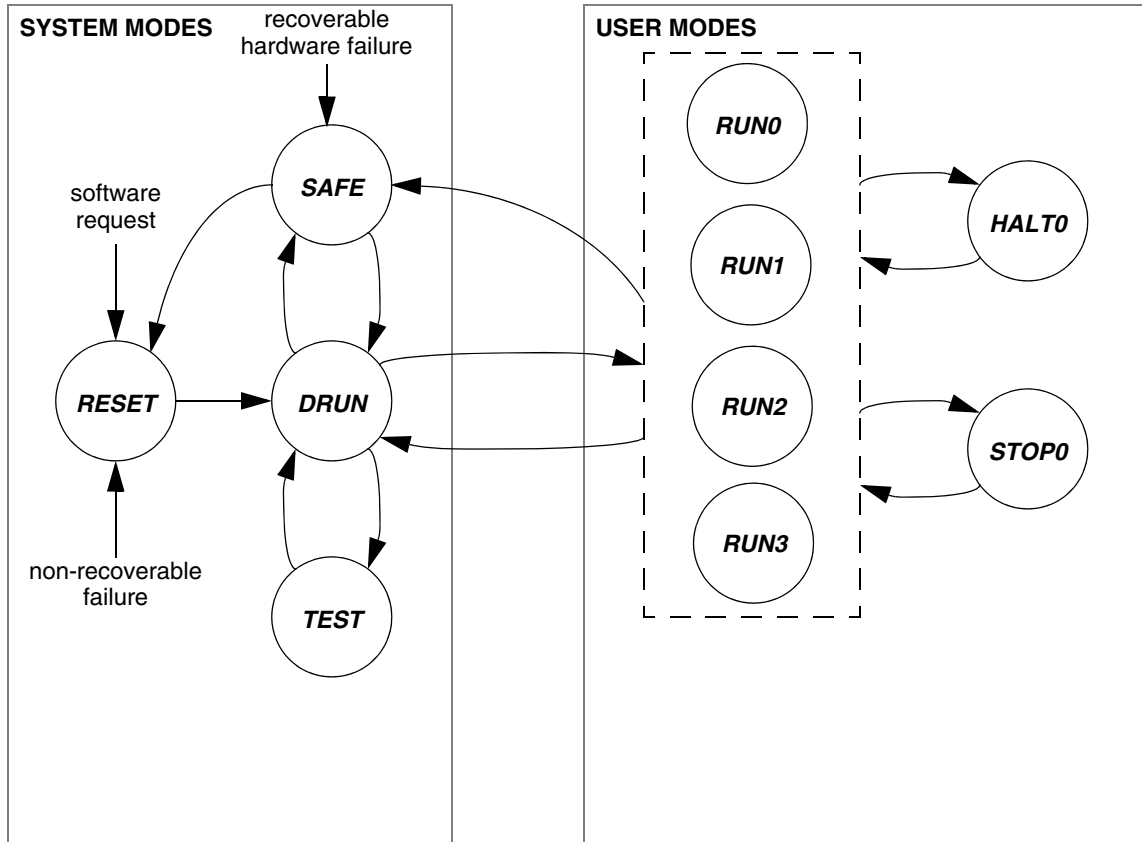 SYSTEM MODES
recoverable
hardware failure
SAFE
software
request
RESET
DRUN
non-recoverable
failure
TEST
USER MODES
RUN0
RUN1
RUN2
RUN3
HALT0
STOP0